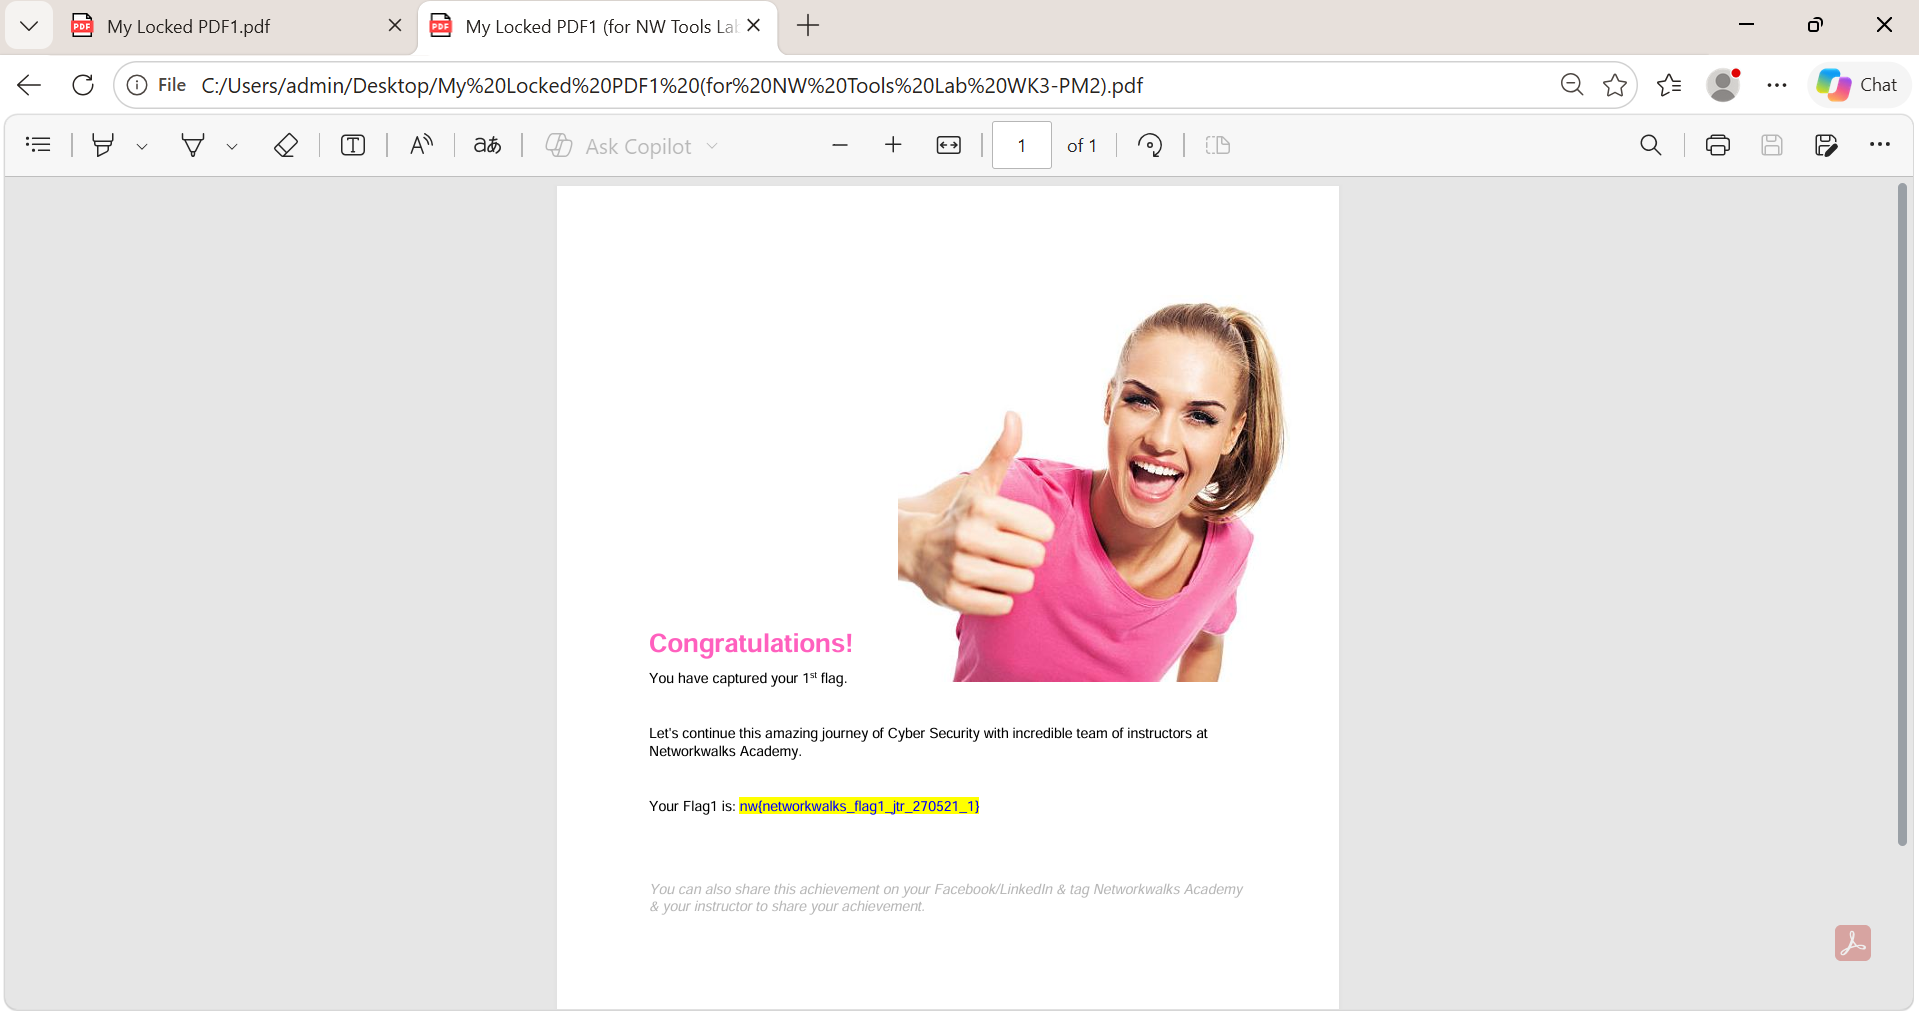 My Locked PDF1.pdf
My Locked PDF1 (for NW Tools La
File C:/Users/admin/Desktop/My%20Locked%20PDF1%20(for%20NW%20Tools%20Lab%20WK3-PM2).pdf
Chat
Ask Copilot
1 of 1
Congratulations!
You have captured your 1st flag.
Let's continue this amazing journey of Cyber Security with incredible team of instructors at
Networkwalks Academy.
Your Flag1 is: nw{networkwalks_flag1_jtr_270521_1}
You can also share this achievement on your Facebook/LinkedIn & tag Networkwalks Academy
& your instructor to share your achievement.